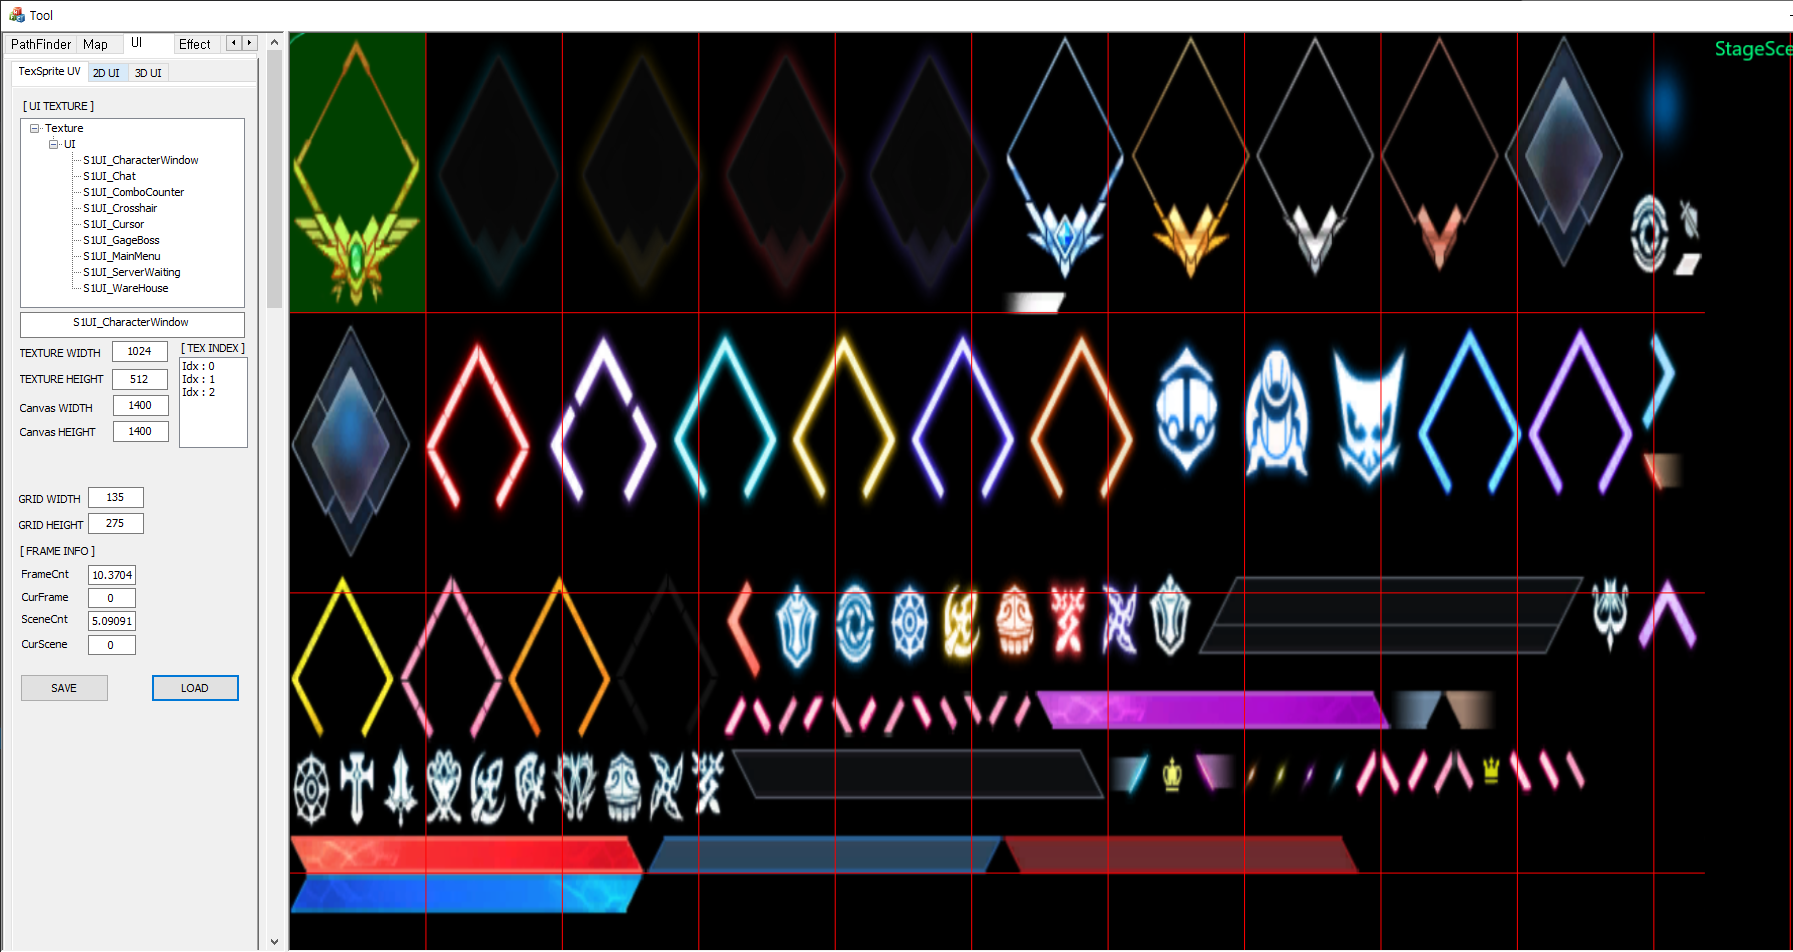 Tool
PathFinder Map UI Effect
TexSprite UV 2D UI 3D UI
[ UI TEXTURE ]
Texture
UI
S1UI_CharacterWindow
S1UI_Chat
S1UI_ComboCounter
S1UI_Crosshair
S1UI_Cursor
S1UI_GageBoss
S1UI_MainMenu
S1UI_ServerWaiting
S1UI_WareHouse
S1UI_CharacterWindow
TEXTURE WIDTH 1024
[ TEX INDEX ]
Idx : 0
Idx : 1
Idx : 2
TEXTURE HEIGHT 512
Canvas WIDTH 1400
Canvas HEIGHT 1400
GRID WIDTH 135
GRID HEIGHT 275
[ FRAME INFO ]
FrameCnt 10.3704
CurFrame 0
SceneCnt 5.09091
CurScene 0
SAVE LOAD
StageSce